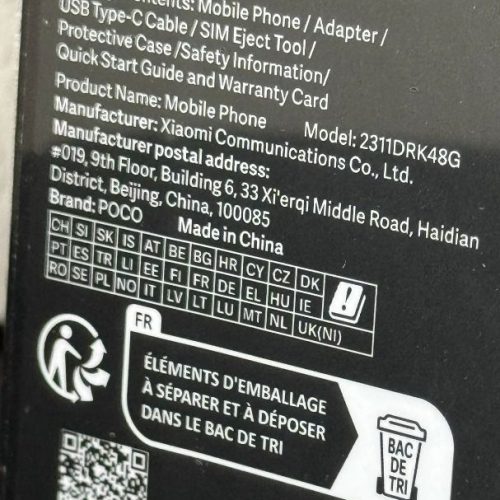 Contents: Mobile Phone / Adapter /
USB Type-C Cable / SIM Eject Tool /
Protective Case /Safety Information/
Quick Start Guide and Warranty Card
Product Name: Mobile Phone Model: 2311DRK48G
Manufacturer: Xiaomi Communications Co., Ltd.
Manufacturer postal address:
#019, 9th Floor, Building 6, 33 Xi'erqi Middle Road, Haidian
District, Beijing, China, 100085
Brand: POCO Made in China
CH SI SK IS AT BE BG HR CY CZ DK
PT ES TR LI EE FI FR DE EL HU IE
RO SE PL NO IT LV LT LU MT NL UK(NI)
FR
ÉLÉMENTS D'EMBALLAGE
À SÉPARER ET À DÉPOSER
DANS LE BAC DE TRI
BAC
DE
TRI